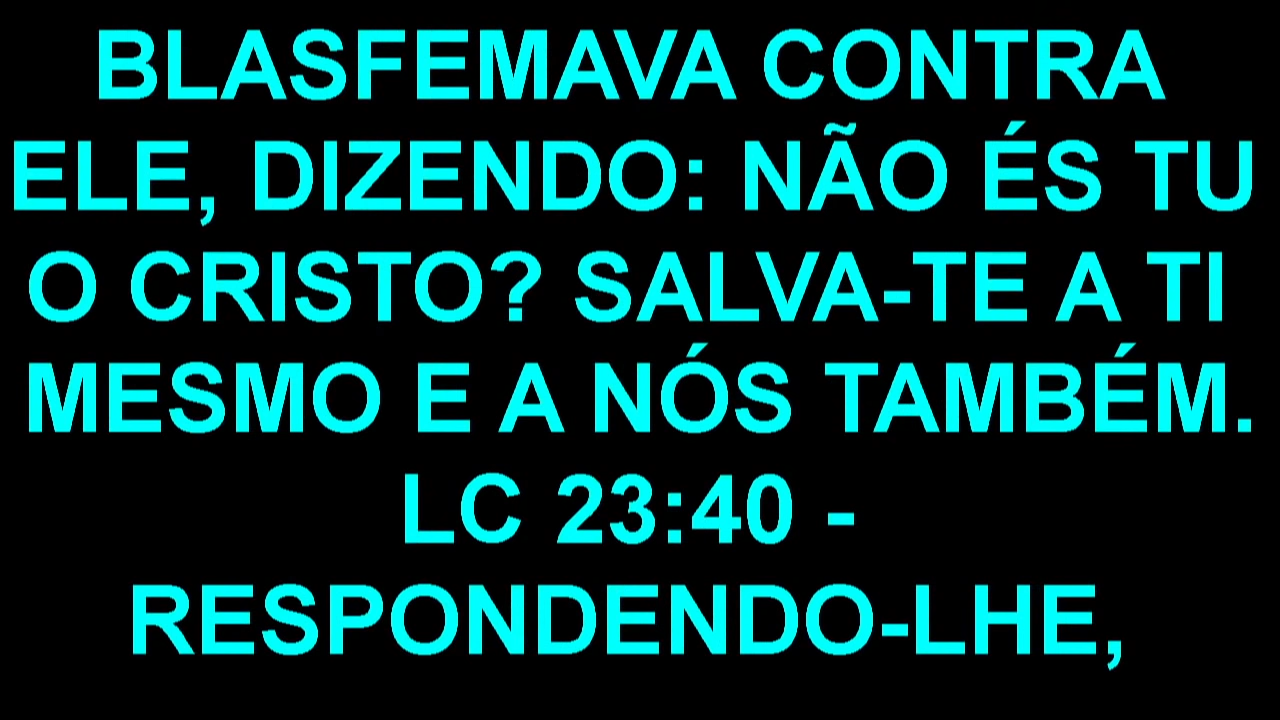 BLASFEMAVA CONTRA
ELE, DIZENDO: NÃO ÉS TU
O CRISTO? SALVA-TE A TI
MESMO E A NÓS TAMBÉM.
LC 23:40 -
RESPONDENDO-LHE,